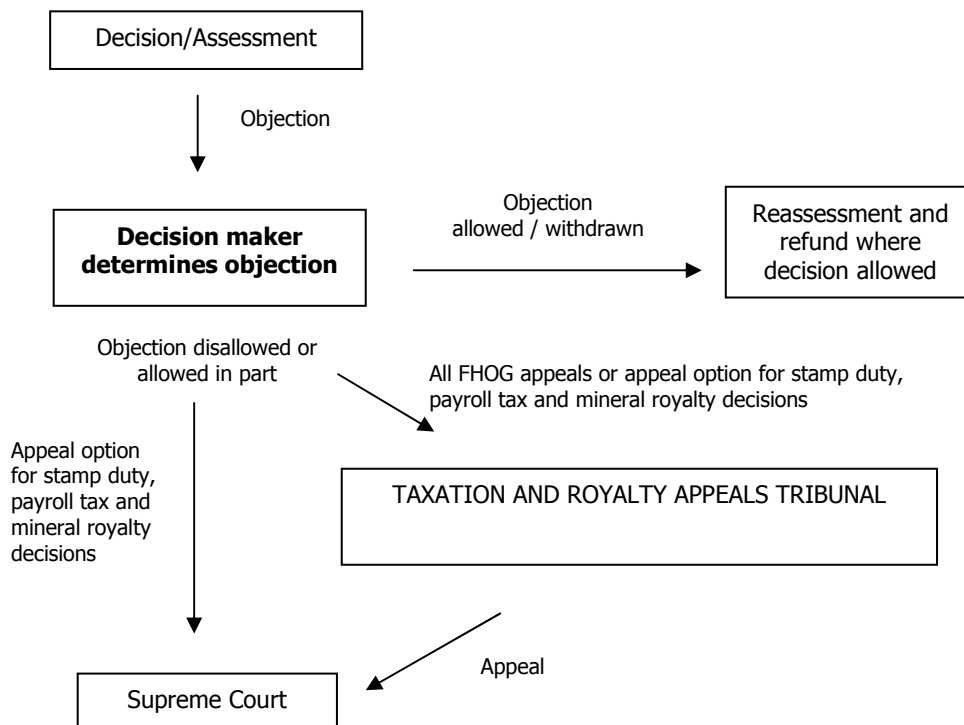 Decision/Assessment
Objection
Objection
allowed / withdrawn
Reassessment and
refund where
decision allowed
Decision maker
determines objection
Objection disallowed or
allowed in part
All FHOG appeals or appeal option for stamp duty,
payroll tax and mineral royalty decisions
Appeal option
for stamp duty,
payroll tax and
mineral royalty
decisions
TAXATION AND ROYALTY APPEALS TRIBUNAL
Appeal
Supreme Court